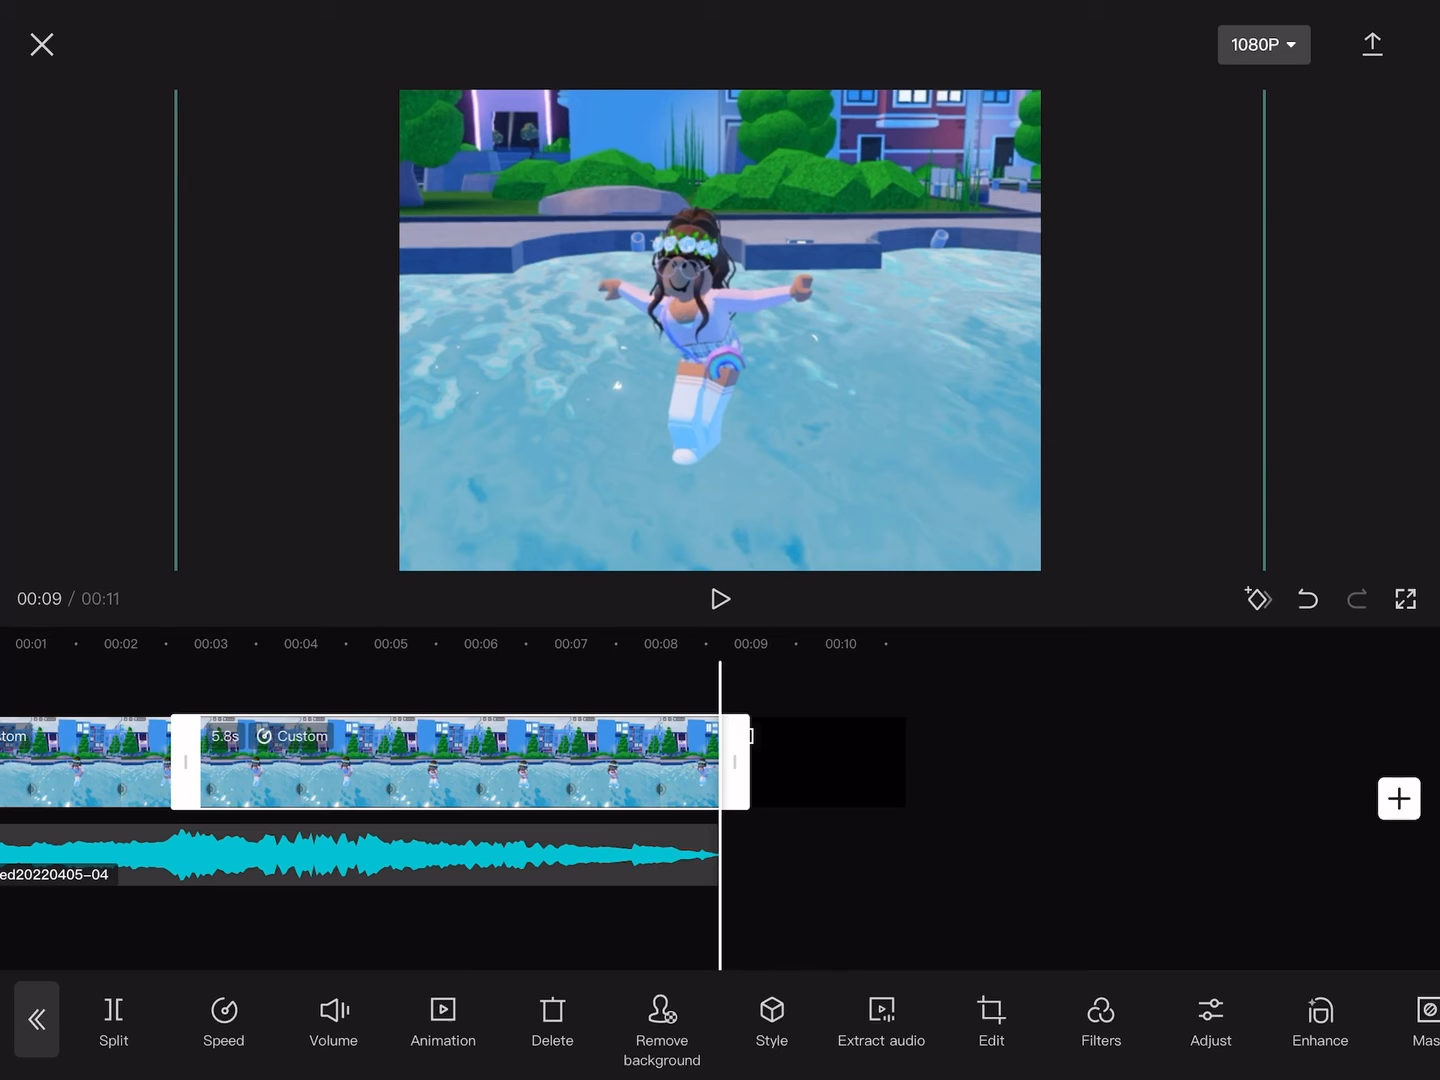 1080P
00:09 / 00:11
00:01 00:02 00:03 00:04 00:05 00:06 00:07 00:08 00:09 00:10
tom 5.8s Custom
ed20220405-04
Split Speed Volume Animation Delete Remove background Style Extract audio Edit Filters Adjust Enhance Mas